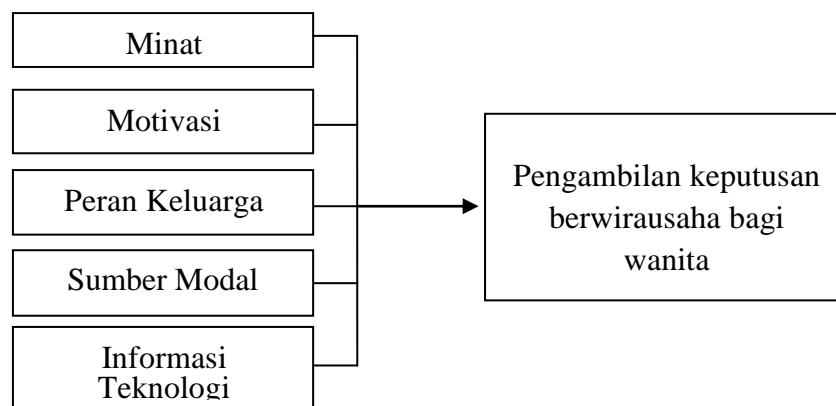 Minat
Motivasi
Peran Keluarga
Sumber Modal
Informasi
Teknologi
Pengambilan keputusan
berwirausaha bagi
wanita